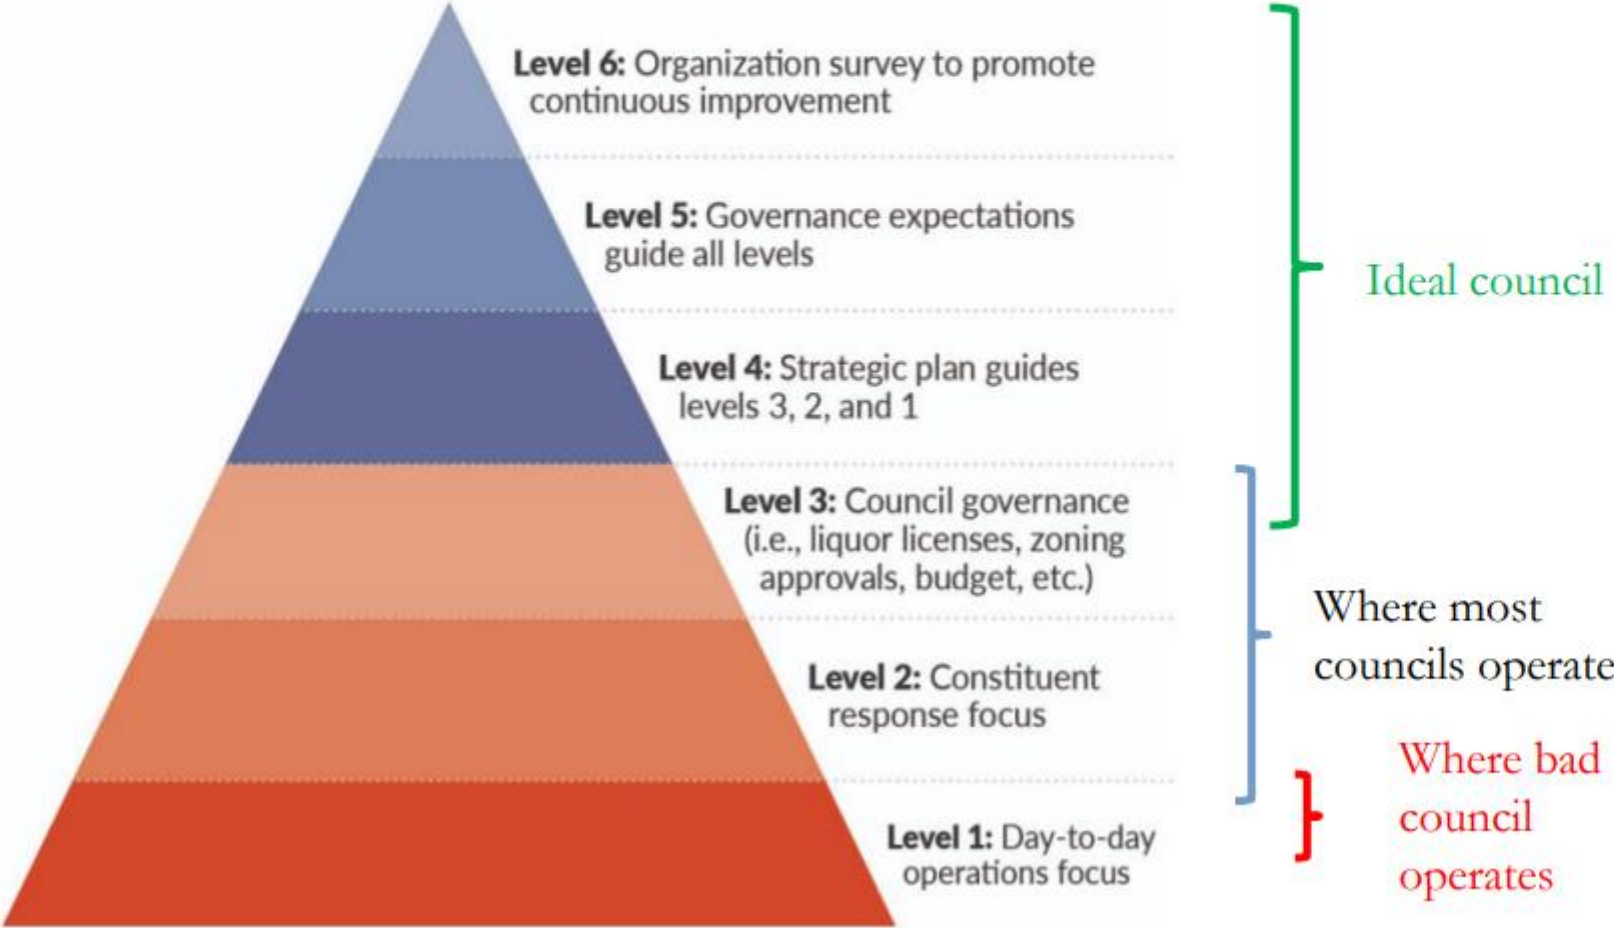 Level 6: Organization survey to promote
continuous improvement
Level 5: Governance expectations
guide all levels
Ideal council
Level 4: Strategic plan guides
levels 3, 2, and 1
Level 3: Council governance
(i.e., liquor licenses, zoning
approvals, budget, etc.)
Where most
councils operate
Level 2: Constituent
response focus
Where bad
council
operates
Level 1: Day-to-day
operations focus